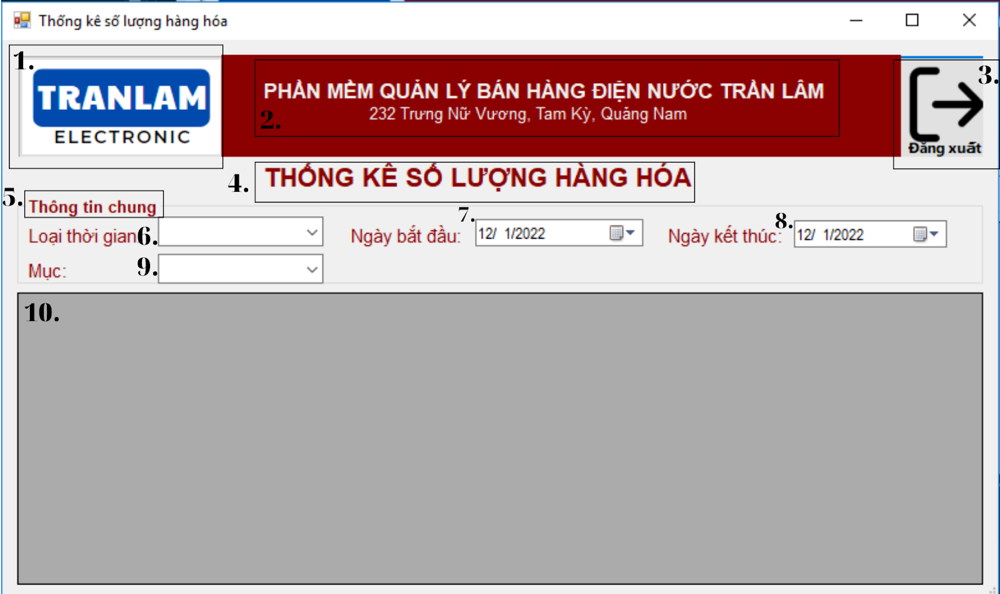 Thống kê số lượng hàng hóa
1.
TRANLAM
ELECTRONIC
PHẦN MỀM QUẢN LÝ BÁN HÀNG ĐIỆN NƯỚC TRẦN LÂM
232 Trưng Nữ Vương, Tam Kỳ, Quảng Nam
2.
3.
Đăng xuất
4. THỐNG KÊ SỐ LƯỢNG HÀNG HÓA
5. Thông tin chung
Loại thời gian 6. Ngày bắt đầu: 7. 12/ 1/2022 Ngày kết thúc: 8. 12/ 1/2022
Mục: 9.
10.